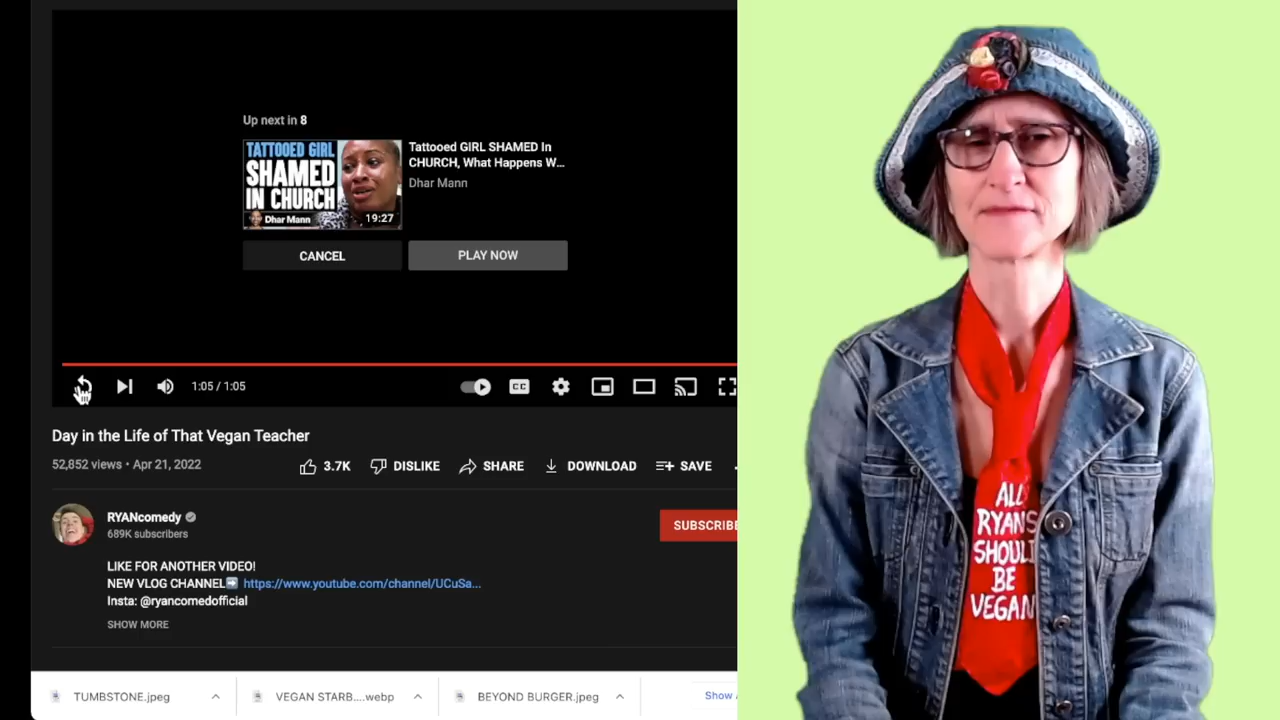 Up next in 8
TATTOOED GIRL
SHAMED
IN CHURCH
Dhar Mann
19:27
Tattooed GIRL SHAMED In
CHURCH, What Happens W...
Dhar Mann
CANCEL
PLAY NOW
1:05 / 1:05
CC
Day in the Life of That Vegan Teacher
52,852 views • Apr 21, 2022
3.7K
DISLIKE
SHARE
DOWNLOAD
SAVE
RYANcomedy
689K subscribers
SUBSCRIBE
LIKE FOR ANOTHER VIDEO!
NEW VLOG CHANNEL➡️ https://www.youtube.com/channel/UCuSa...
Insta: @ryancomedofficial
SHOW MORE
ALL
RYANS
SHOULD
BE
VEGAN
TUMBSTONE.jpeg
VEGAN STARB....webp
BEYOND BURGER.jpeg
Show